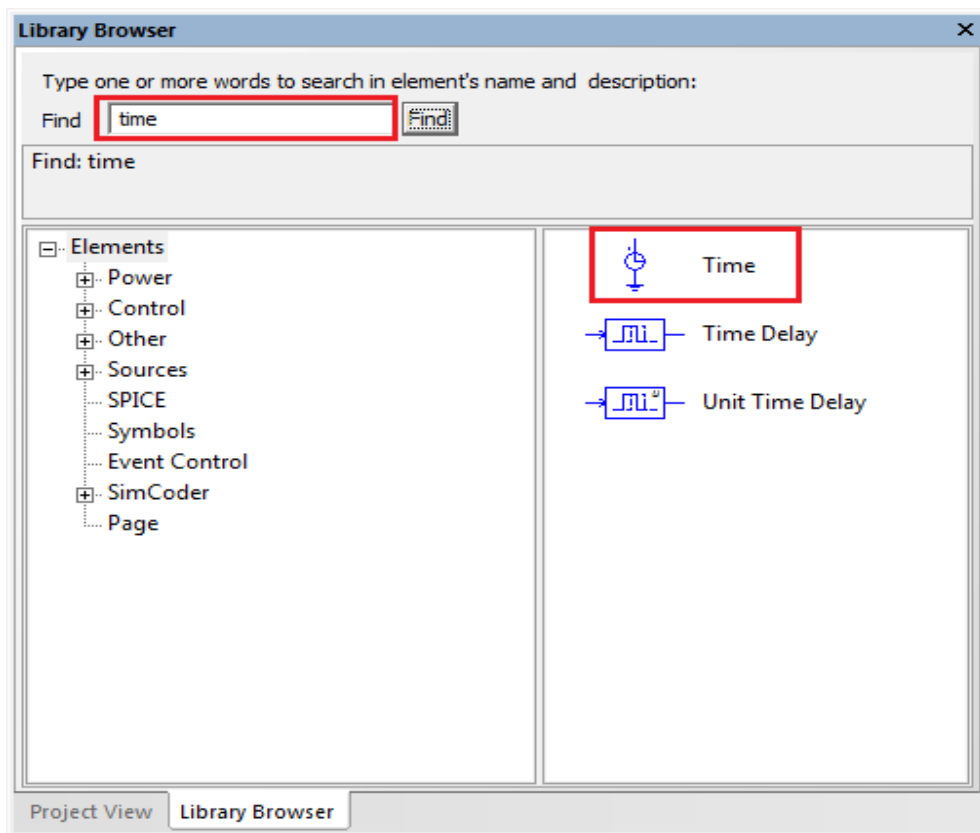 Library Browser
Type one or more words to search in element's name and description:
Find time Find
Find: time
Elements
Power
Control
Other
Sources
SPICE
Symbols
Event Control
SimCoder
Page
Time
Time Delay
Unit Time Delay
Project View Library Browser